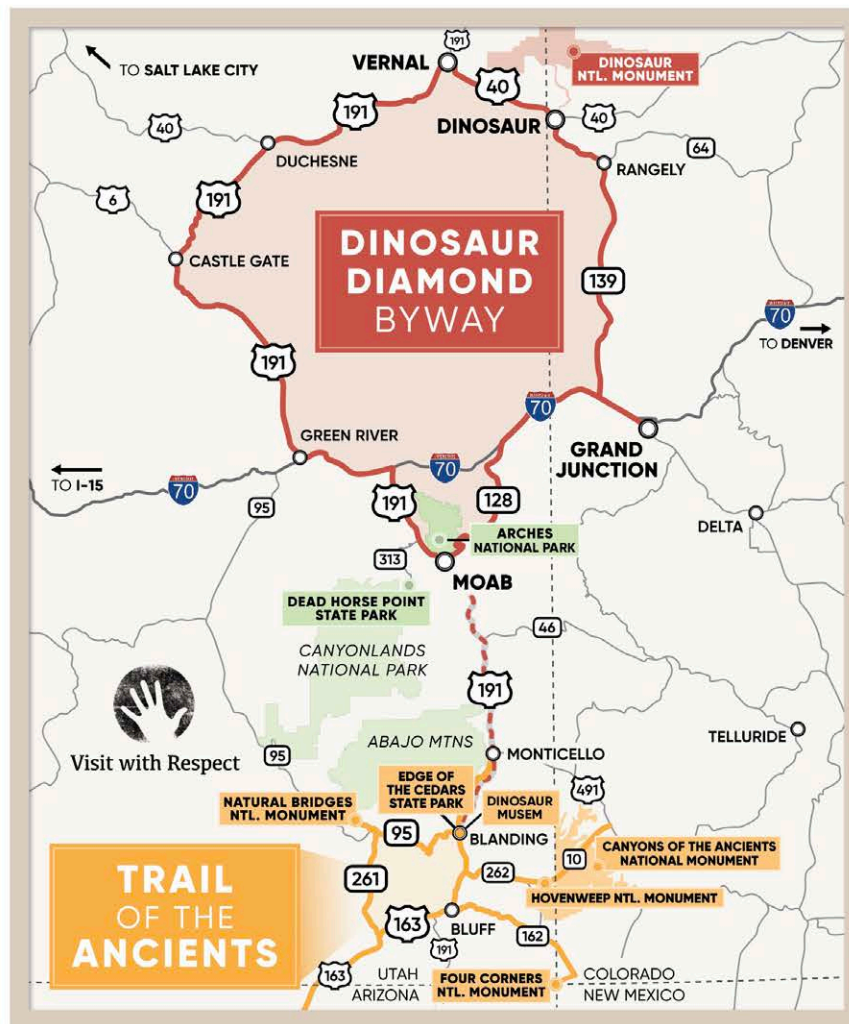 191
TO SALT LAKE CITY
VERNAL
DINOSAUR
NTL. MONUMENT
40
191
40
DINOSAUR
40
DUCHESNE
64
RANGELY
191
6
CASTLE GATE
DINOSAUR
DIAMOND
BYWAY
139
70
TO DENVER
191
70
GRAND
JUNCTION
GREEN RIVER
70
TO I-15
70
95
191
128
DELTA
ARCHES
NATIONAL PARK
313
MOAB
DEAD HORSE POINT
STATE PARK
46
CANYONLANDS
NATIONAL PARK
191
Visit with Respect
95
ABAJO MTNS
MONTICELLO
TELLURIDE
EDGE OF
THE CEDARS
STATE PARK
491
NATURAL BRIDGES
NTL. MONUMENT
DINOSAUR
MUSEM
95
BLANDING
10
CANYONS OF THE ANCIENTS
NATIONAL MONUMENT
TRAIL
OF THE
ANCIENTS
261
262
HOVENWEEP NTL. MONUMENT
163
BLUFF
191
162
163
UTAH
ARIZONA
FOUR CORNERS
NTL. MONUMENT
COLORADO
NEW MEXICO